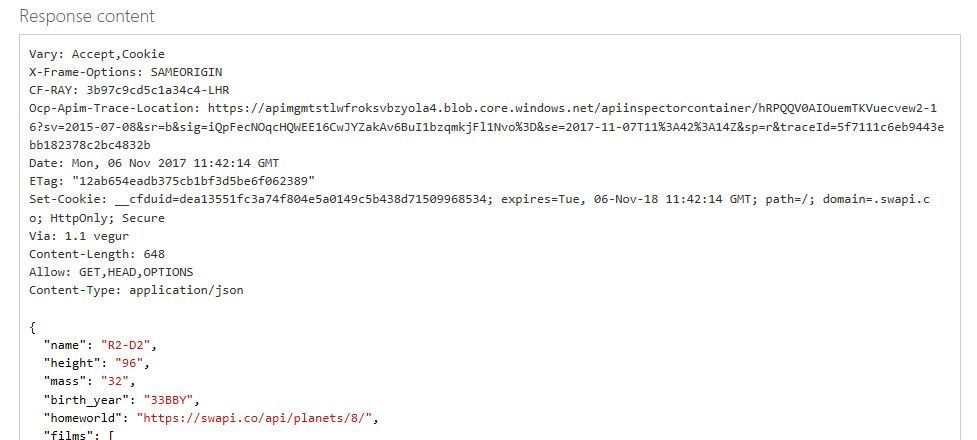 Response content
Vary: Accept,Cookie
X-Frame-Options: SAMEORIGIN
CF-RAY: 3b97c9cd5c1a34c4-LHR
Ocp-Apim-Trace-Location: https://apimgmtstlwfroksvbzyola4.blob.core.windows.net/apiinspectorcontainer/hRPQQV0AIOuemTKVuecvew2-1
6?sv=2015-07-08&sr=b&sig=iQpFecNOqcHQWEE16CwJYZakAv6BuI1bzqmkjFl1Nvo%3D&se=2017-11-07T11%3A42%3A14Z&sp=r&traceId=5f7111c6eb9443e
bb182378c2bc4832b
Date: Mon, 06 Nov 2017 11:42:14 GMT
ETag: "12ab654eadb375cb1bf3d5be6f062389"
Set-Cookie: __cfduid=dea13551fc3a74f804e5a0149c5b438d71509968534; expires=Tue, 06-Nov-18 11:42:14 GMT; path=/; domain=.swapi.c
o; HttpOnly; Secure
Via: 1.1 vegur
Content-Length: 648
Allow: GET,HEAD,OPTIONS
Content-Type: application/json
{
"name": "R2-D2",
"height": "96",
"mass": "32",
"birth_year": "33BBY",
"homeworld": "https://swapi.co/api/planets/8/",
"films": [